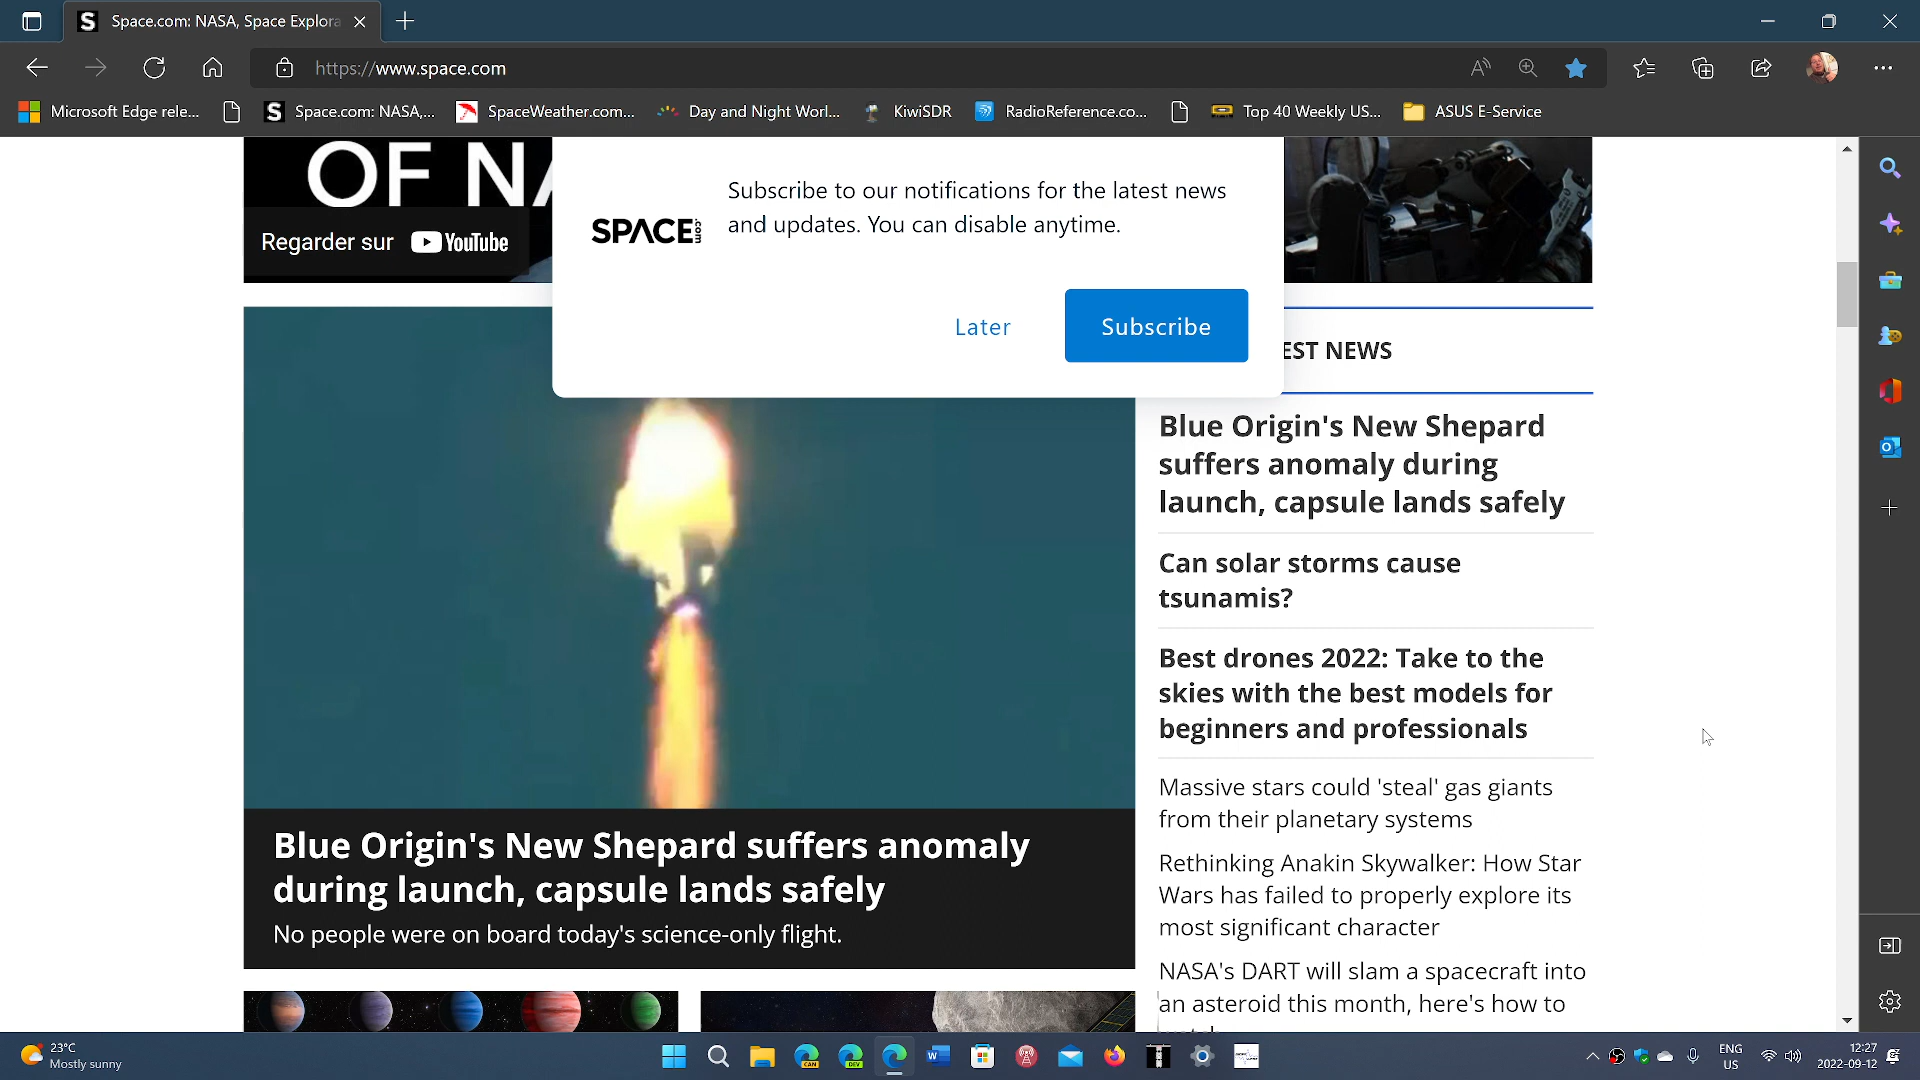 Space.com: NASA, Space Explora
https://www.space.com
Microsoft Edge rele...
Space.com: NASA,...
SpaceWeather.com...
Day and Night Worl...
KiwiSDR
RadioReference.co...
Top 40 Weekly US...
ASUS E-Service
OF NA
Regarder sur YouTube
SPACE.com
Subscribe to our notifications for the latest news
and updates. You can disable anytime.
Later
Subscribe
EST NEWS
Blue Origin's New Shepard
suffers anomaly during
launch, capsule lands safely
Can solar storms cause
tsunamis?
Best drones 2022: Take to the
skies with the best models for
beginners and professionals
Massive stars could 'steal' gas giants
from their planetary systems
Rethinking Anakin Skywalker: How Star
Wars has failed to properly explore its
most significant character
NASA's DART will slam a spacecraft into
an asteroid this month, here's how to
Blue Origin's New Shepard suffers anomaly
during launch, capsule lands safely
No people were on board today's science-only flight.
23°C
Mostly sunny
CAN
DEV
ENG
US
12:27
2022-09-12